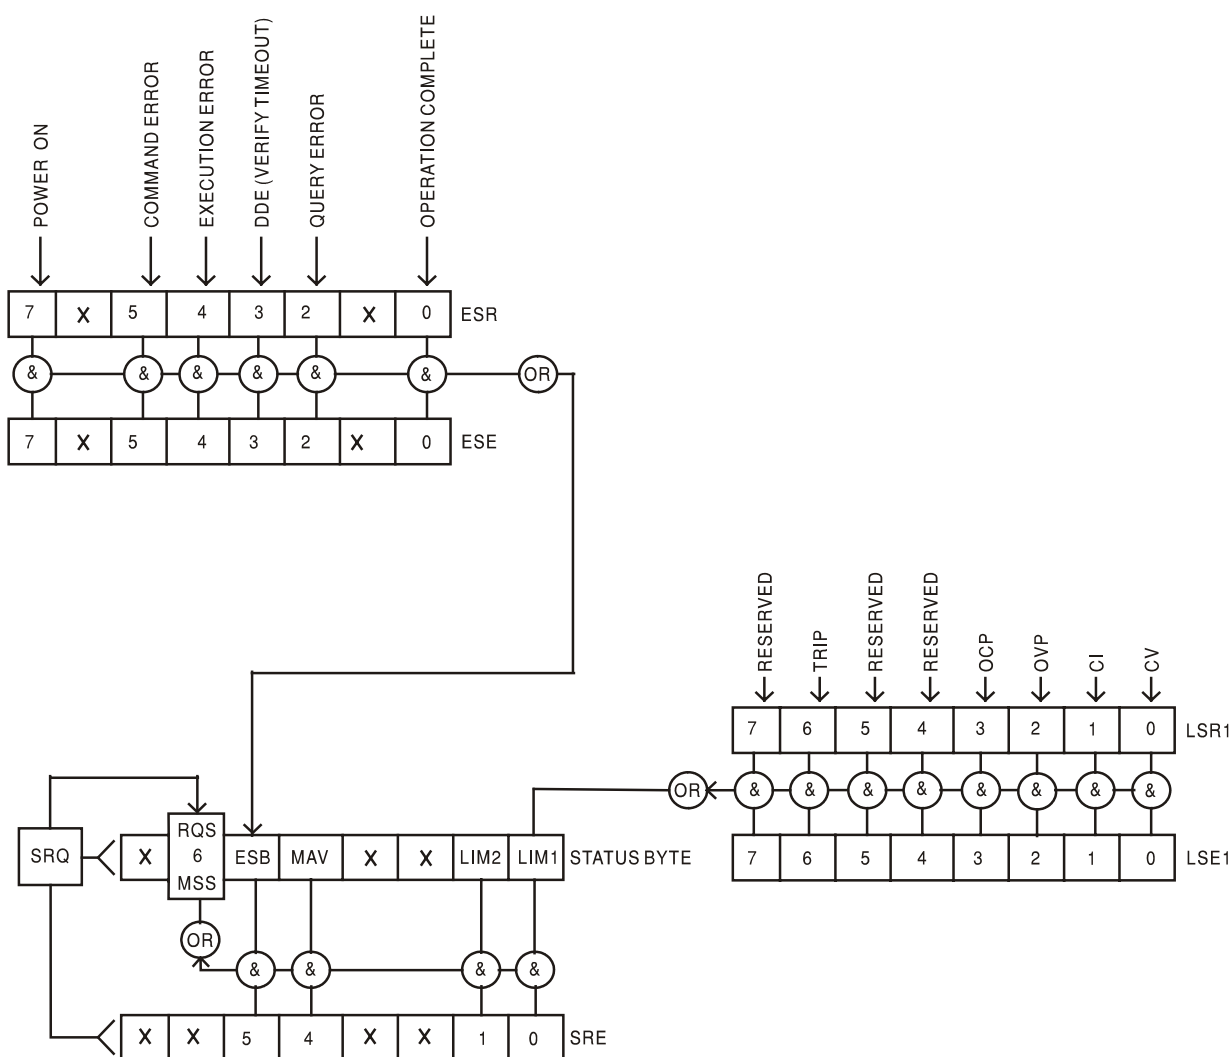 POWER ON
COMMAND ERROR
EXECUTION ERROR
DDE (VERIFY TIMEOUT)
QUERY ERROR
OPERATION COMPLETE
7 X 5 4 3 2 X 0 ESR
& & & & & & OR
7 X 5 4 3 2 X 0 ESE
RESERVED
TRIP
RESERVED
RESERVED
OCP
OVP
CI
CV
7 6 5 4 3 2 1 0 LSR1
OR & & & & & & & &
7 6 5 4 3 2 1 0 LSE1
SRQ
X
RQS
6
MSS
ESB MAV X X LIM2 LIM1 STATUS BYTE
OR
& & & &
X X 5 4 X X 1 0 SRE